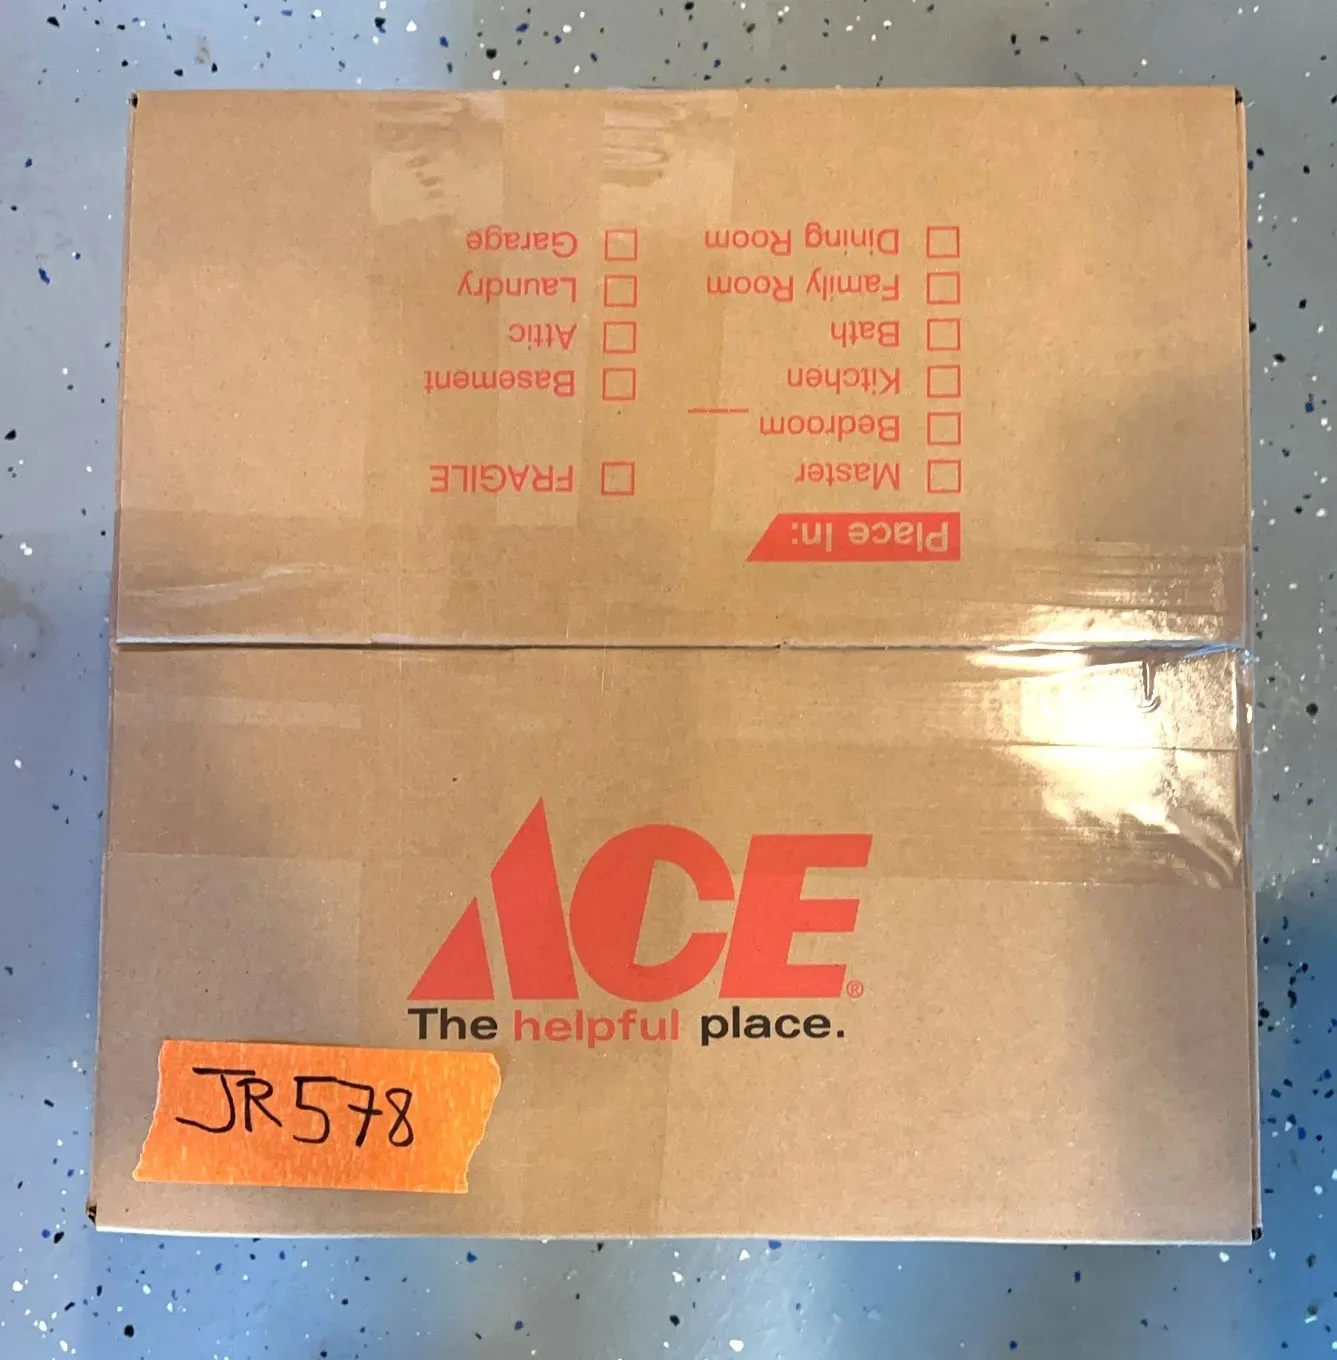 Place In:
Master
Bedroom ___
Kitchen
Bath
Family Room
Dining Room
FRAGILE
Basement
Attic
Laundry
Garage
ACE®
The helpful place.
JR578